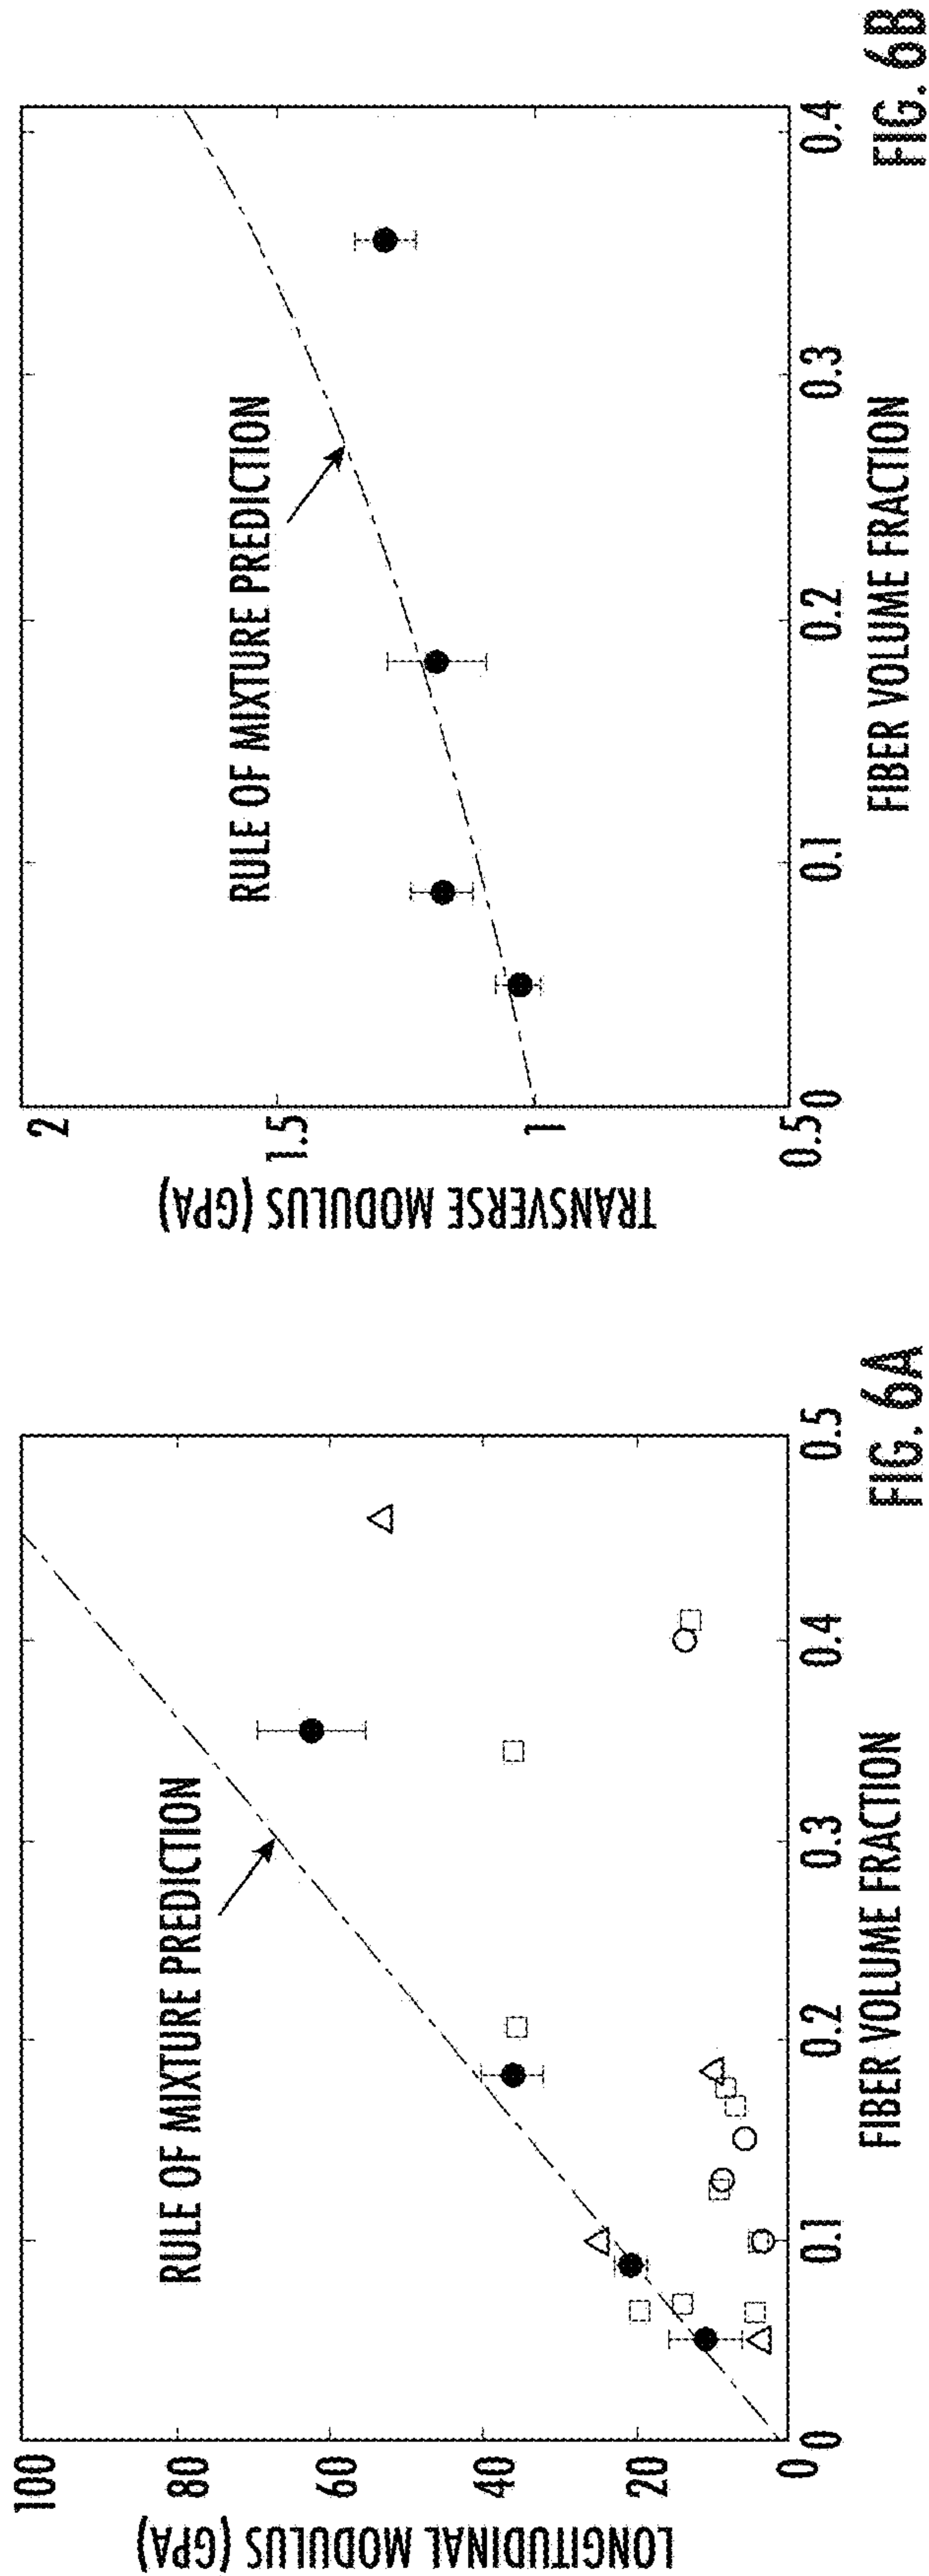 100
80
60
40
20
0
LONGITUDINAL MODULUS (GPA)
RULE OF MIXTURE PREDICTION
0
0.1
0.2
0.3
0.4
0.5
FIBER VOLUME FRACTION
FIG. 6A
2
1.5
1
0.5
TRANSVERSE MODULUS (GPA)
RULE OF MIXTURE PREDICTION
0
0.1
0.2
0.3
0.4
FIBER VOLUME FRACTION
FIG. 6B